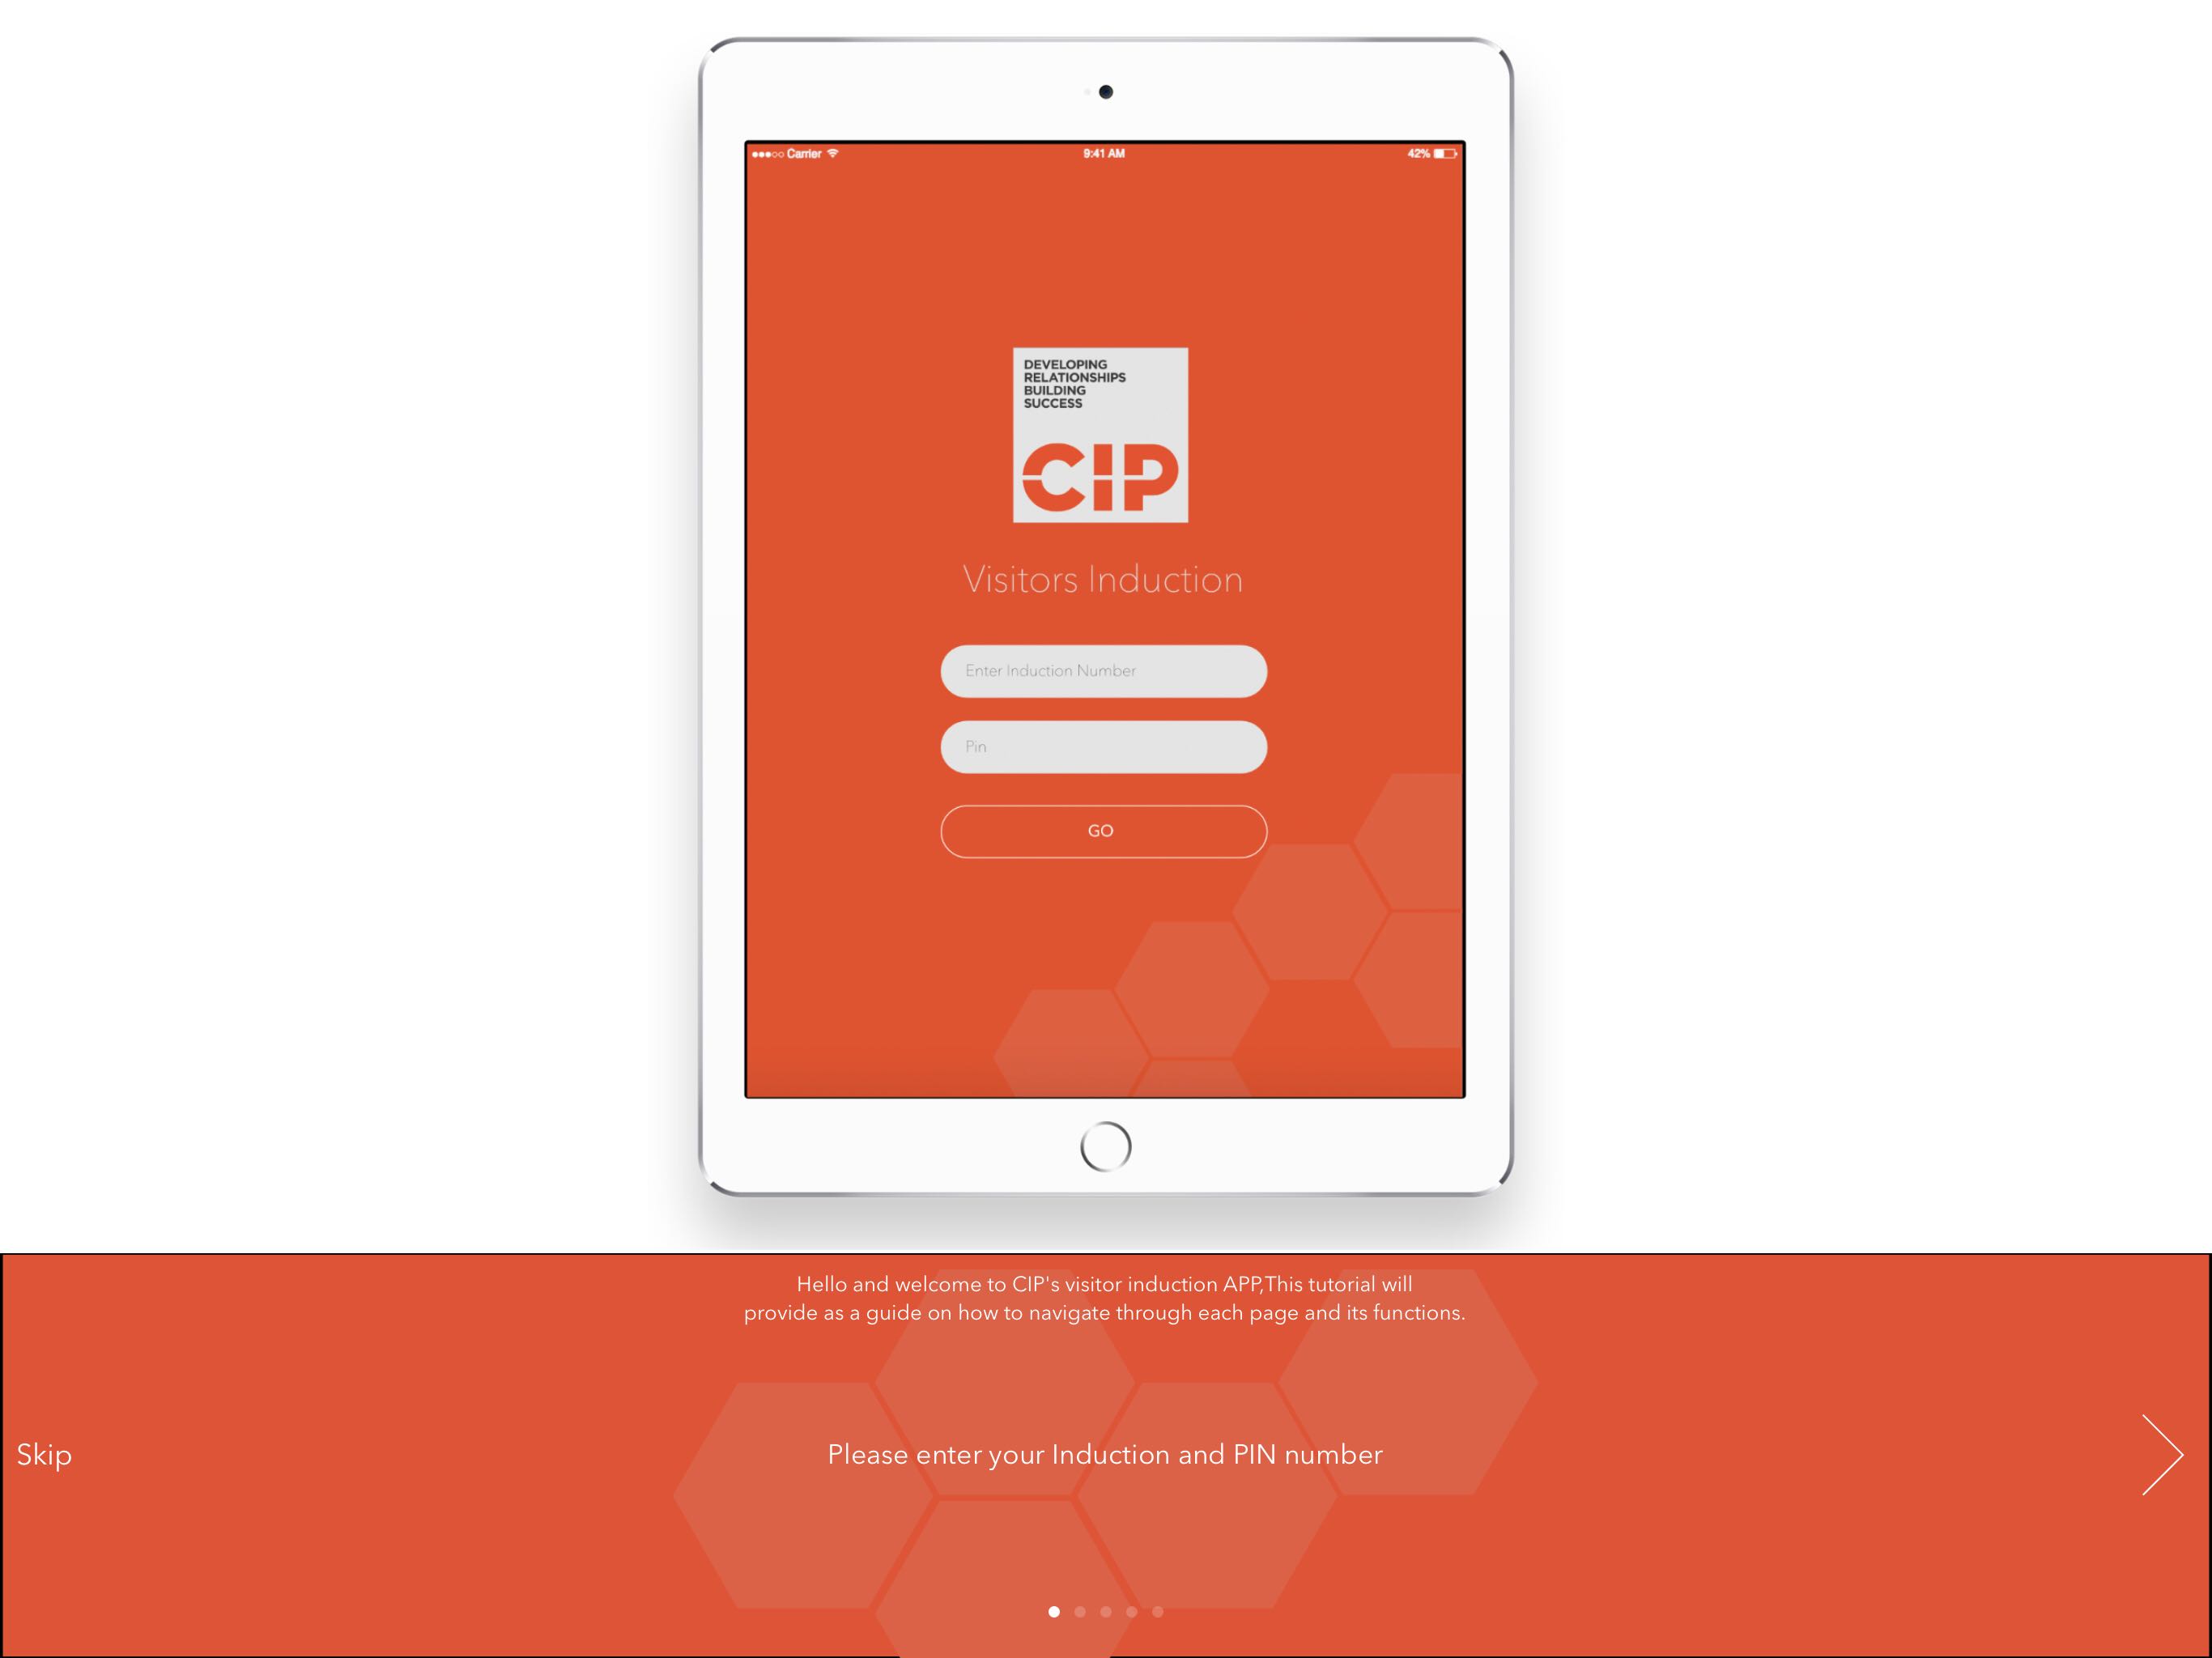 Carrier 9:41 AM 42%
DEVELOPING
RELATIONSHIPS
BUILDING
SUCCESS
CIP
Visitors Induction
Enter Induction Number
Pin
GO
Hello and welcome to CIP's visitor induction APP,This tutorial will
provide as a guide on how to navigate through each page and its functions.
Skip
Please enter your Induction and PIN number